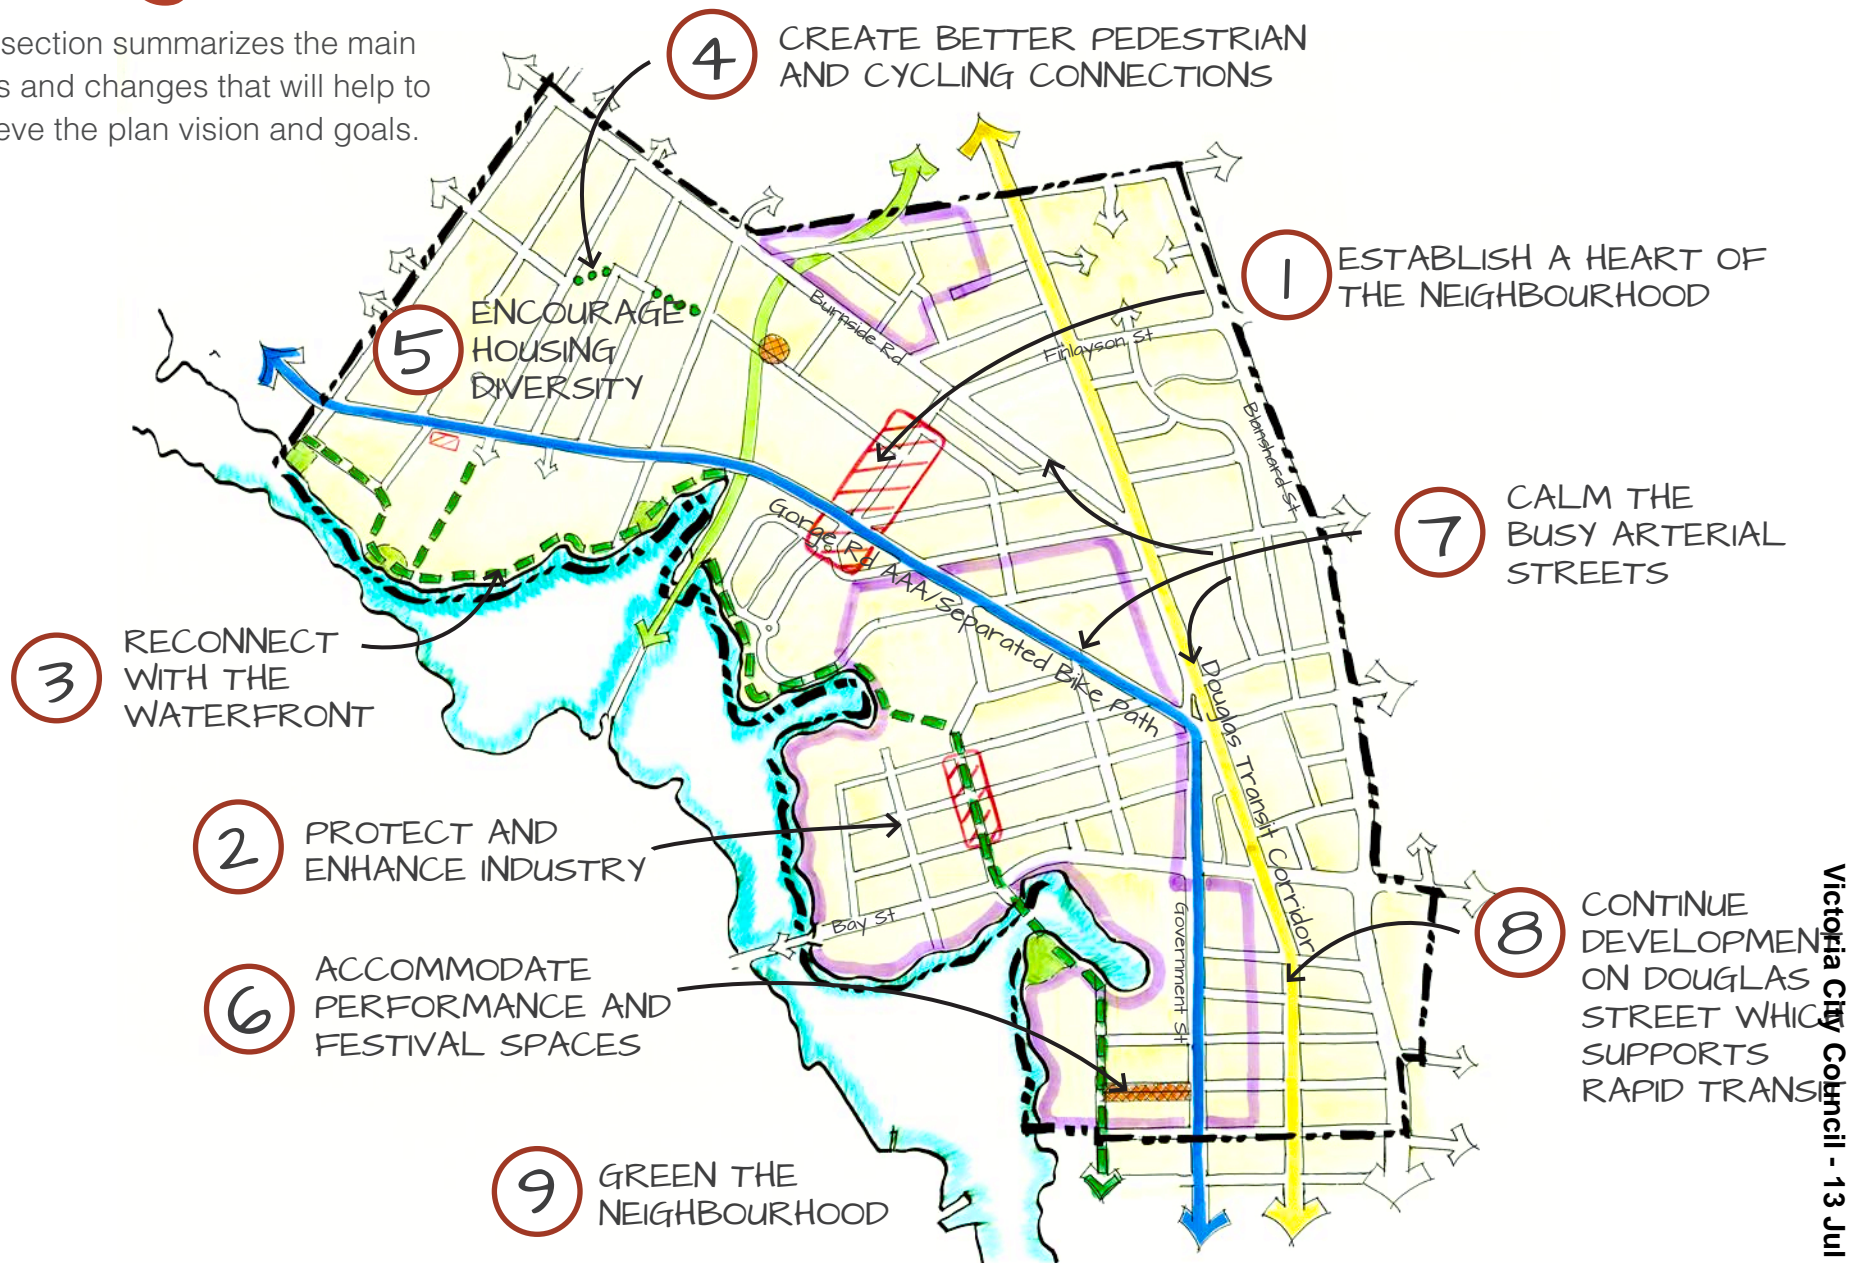 section summarizes the main
s and changes that will help to
eve the plan vision and goals.
4
CREATE BETTER PEDESTRIAN
AND CYCLING CONNECTIONS
1
ESTABLISH A HEART OF
THE NEIGHBOURHOOD
5
ENCOURAGE
HOUSING
DIVERSITY
Burnside Rd
Finlayson St
Blanshard St
7
CALM THE
BUSY ARTERIAL
STREETS
Gorge Rd AAA/Separated Bike Path
3
RECONNECT
WITH THE
WATERFRONT
Douglas Transit Corridor
2
PROTECT AND
ENHANCE INDUSTRY
Bay St
Government St
6
ACCOMMODATE
PERFORMANCE AND
FESTIVAL SPACES
8
CONTINUE
DEVELOPMENT
ON DOUGLAS
STREET WHICH
SUPPORTS
RAPID TRANSIT
9
GREEN THE
NEIGHBOURHOOD
Victoria City Council - 13 Jul